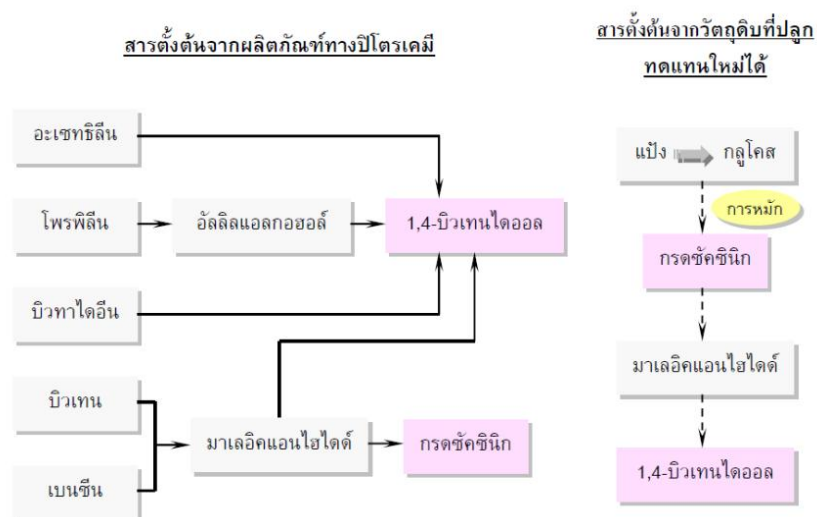 สารตั้งต้นจากผลิตภัณฑ์ทางปิโตรเคมี
อะเซทธิลีน
โพรพิลีน
อัลลิลแอลกอฮอล์
1,4-บิวเทนไดออล
บิวทาไดอีน
บิวเทน
เบนซีน
มาเลอิคแอนไฮไดด์
กรดซัคซินิก
สารตั้งต้นจากวัตถุดิบที่ปลูก
ทดแทนใหม่ได้
แป้ง กลูโคส
การหมัก
กรดซัคซินิก
มาเลอิคแอนไฮไดด์
1,4-บิวเทนไดออล